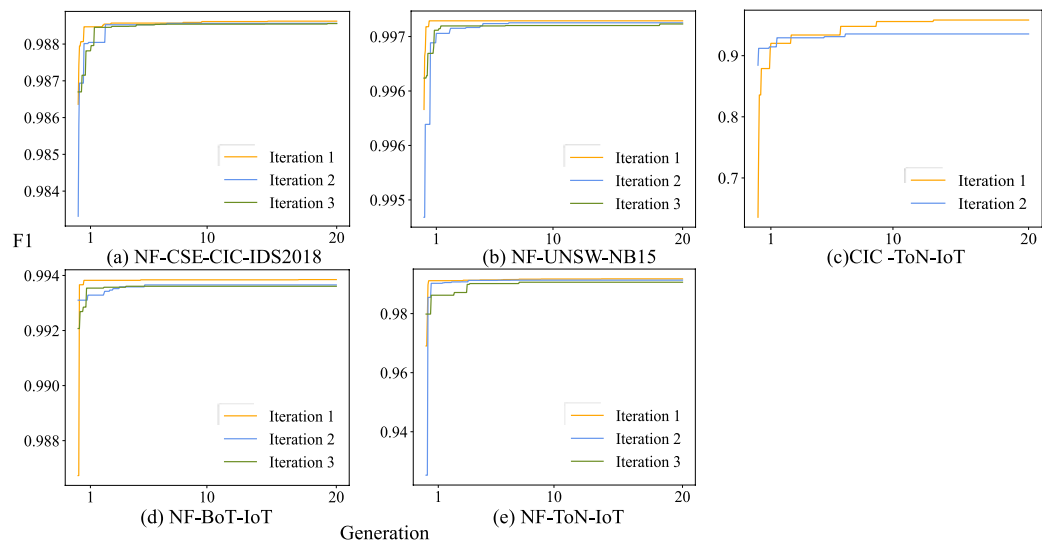 0.988
0.987
0.986
0.985
0.984
Iteration 1
Iteration 2
Iteration 3
1
10
20
(a) NF-CSE-CIC-IDS2018
0.997
0.996
0.996
0.995
Iteration 1
Iteration 2
Iteration 3
1
10
20
(b) NF-UNSW-NB15
0.9
0.8
0.7
Iteration 1
Iteration 2
1
10
20
(c)CIC -ToN-IoT
F1
0.994
0.992
0.990
0.988
Iteration 1
Iteration 2
Iteration 3
1
10
20
(d) NF-BoT-IoT
0.98
0.96
0.94
Iteration 1
Iteration 2
Iteration 3
1
10
20
(e) NF-ToN-IoT
Generation